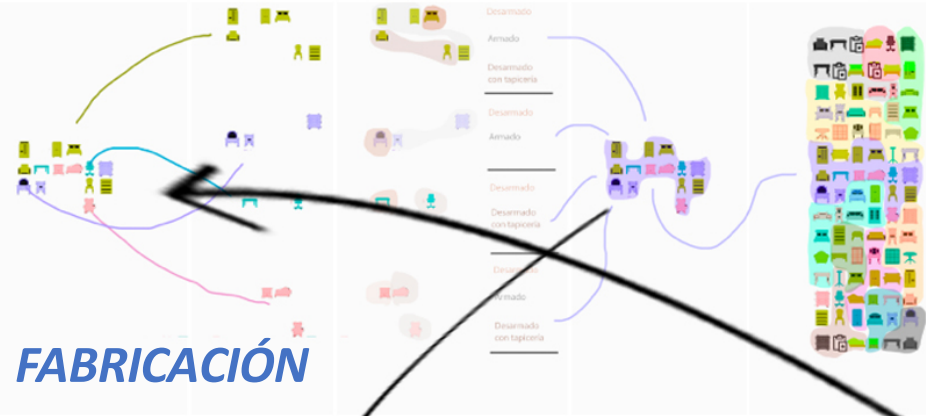 Desarmado
Armado
Desarmado
con tapicería
Desarmado
Armado
Desarmado
Desarmado
con tapicería
Desarmado
Armado
Desarmado
con tapicería
FABRICACIÓN